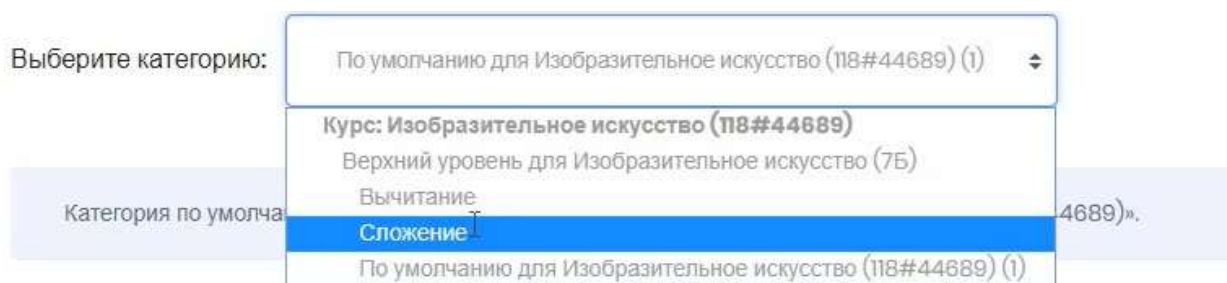 Выберите категорию:
По умолчанию для Изобразительное искусство (118#44689) (1)
Курс: Изобразительное искусство (118#44689)
Верхний уровень для Изобразительное искусство (7Б)
Вычитание
Категория по умолча 4689)».
Сложение
По умолчанию для Изобразительное искусство (118#44689) (1)